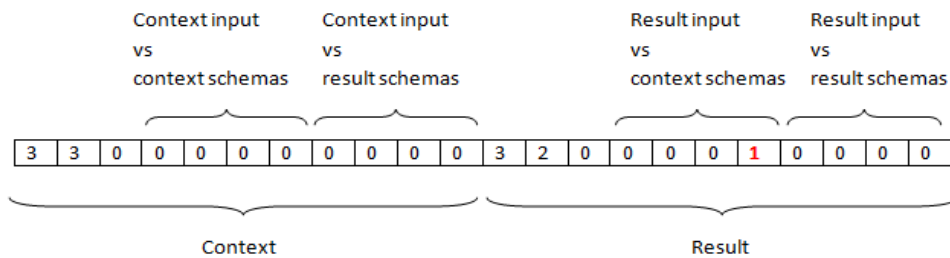 Context input Context input Result input Result input
vs vs vs vs
context schemas result schemas context schemas result schemas
3 3 0 0 0 0 0 0 0 0 0 3 2 0 0 0 0 1 0 0 0 0
Context Result